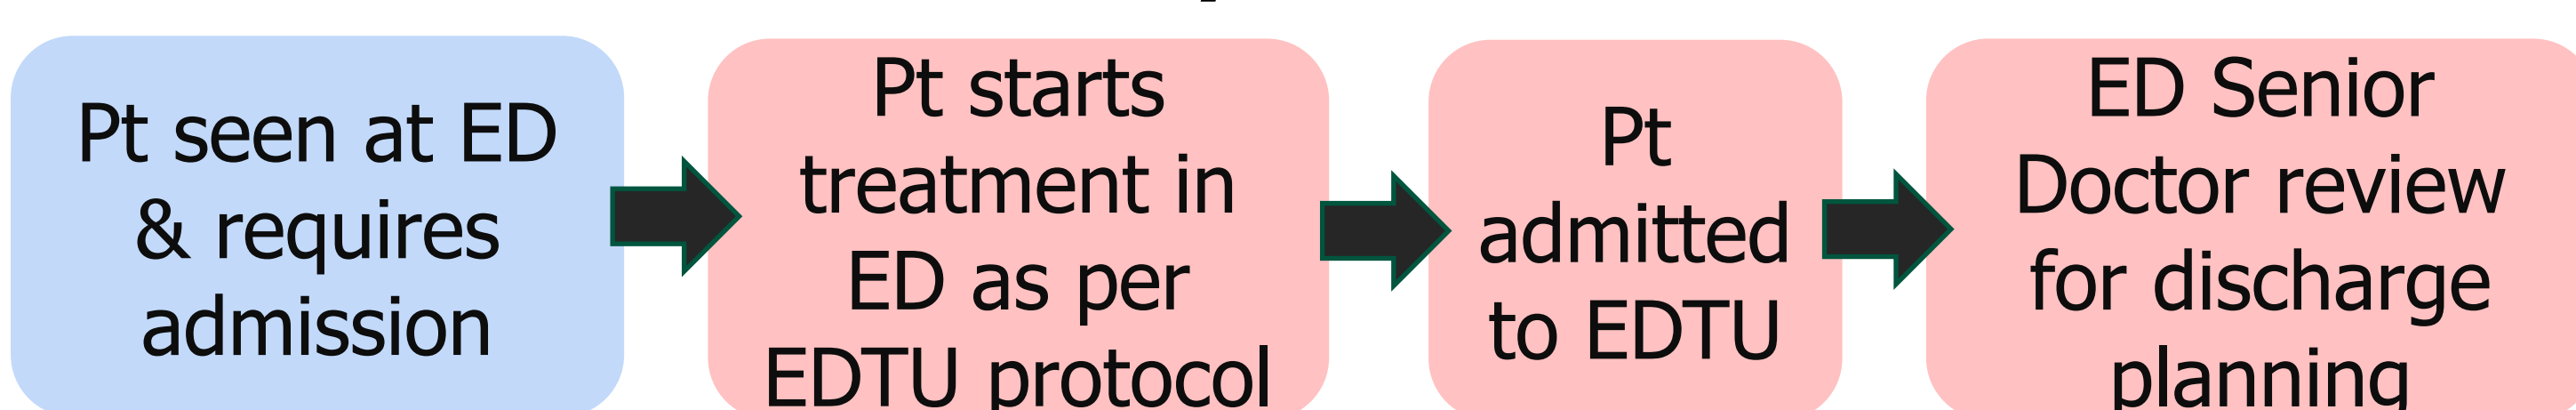 Pt seen at ED
& requires
admission
Pt starts
treatment in
ED as per
EDTU protocol
Pt
admitted
to EDTU
ED Senior
Doctor review
for discharge
planning